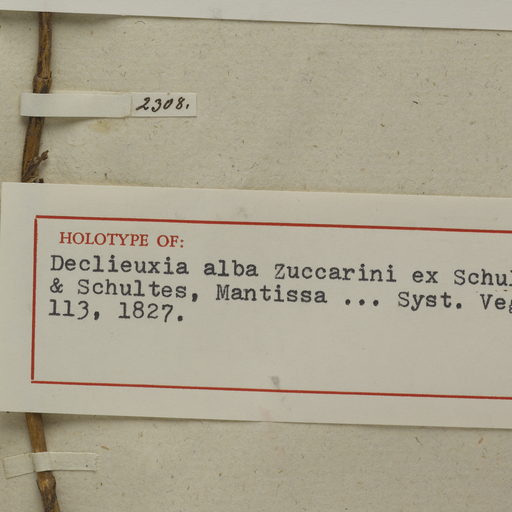 2308.
HOLOTYPE OF:
Declieuxia alba Zuccarini ex Schul
& Schultes, Mantissa ... Syst. Veg
113, 1827.